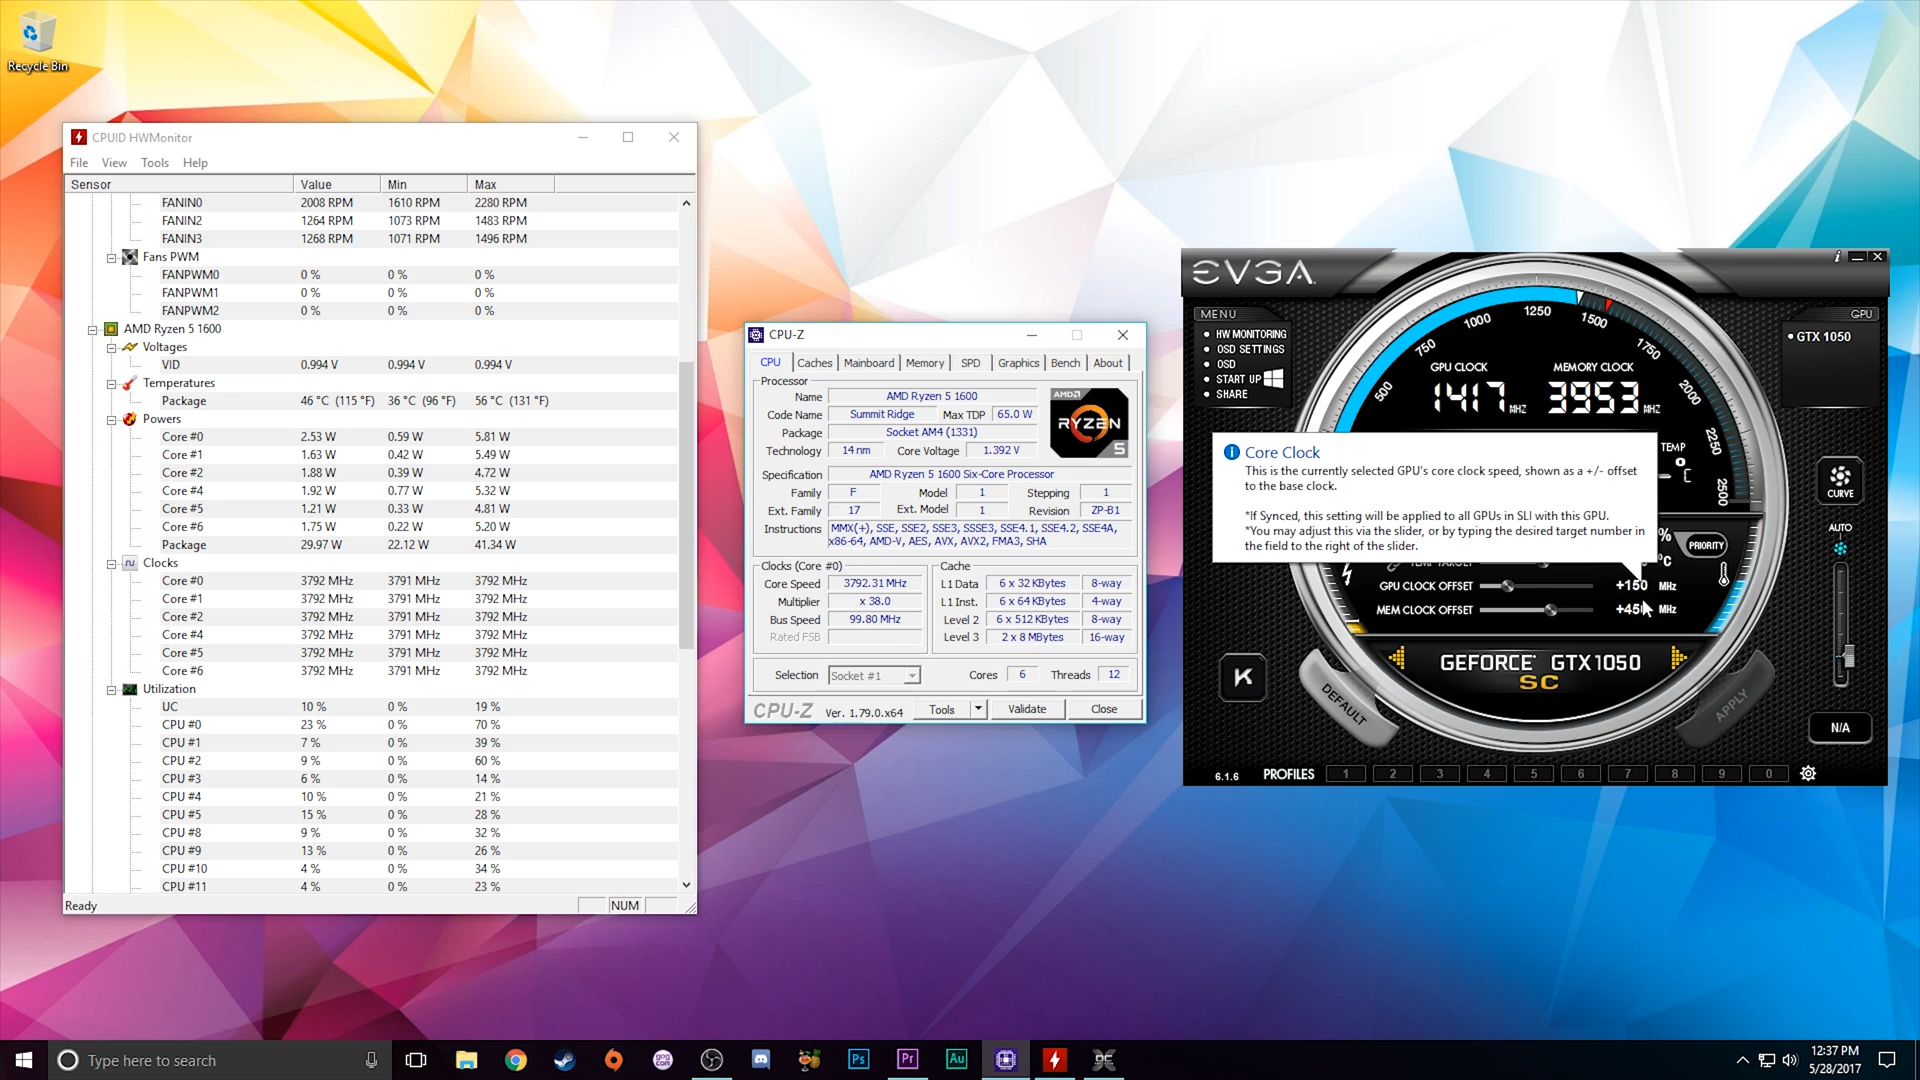 Recycle Bin
CPUID HWMonitor
File View Tools Help
Sensor Value Min Max
FANIN0 2008 RPM 1610 RPM 2280 RPM
FANIN2 1264 RPM 1073 RPM 1483 RPM
FANIN3 1268 RPM 1071 RPM 1496 RPM
Fans PWM
FANPWM0 0 % 0 % 0 %
FANPWM1 0 % 0 % 0 %
FANPWM2 0 % 0 % 0 %
AMD Ryzen 5 1600
Voltages
VID 0.994 V 0.994 V 0.994 V
Temperatures
Package 46 °C (115 °F) 36 °C (96 °F) 56 °C (131 °F)
Powers
Core #0 2.53 W 0.59 W 5.81 W
Core #1 1.63 W 0.42 W 5.49 W
Core #2 1.88 W 0.39 W 4.72 W
Core #4 1.92 W 0.77 W 5.32 W
Core #5 1.21 W 0.33 W 4.81 W
Core #6 1.75 W 0.22 W 5.20 W
Package 29.97 W 22.12 W 41.34 W
Clocks
Core #0 3792 MHz 3791 MHz 3792 MHz
Core #1 3792 MHz 3791 MHz 3792 MHz
Core #2 3792 MHz 3791 MHz 3792 MHz
Core #4 3792 MHz 3791 MHz 3792 MHz
Core #5 3792 MHz 3791 MHz 3792 MHz
Core #6 3792 MHz 3791 MHz 3792 MHz
Utilization
UC 10 % 0 % 19 %
CPU #0 23 % 0 % 70 %
CPU #1 7 % 0 % 39 %
CPU #2 9 % 0 % 60 %
CPU #3 6 % 0 % 14 %
CPU #4 10 % 0 % 21 %
CPU #5 15 % 0 % 28 %
CPU #8 9 % 0 % 32 %
CPU #9 13 % 0 % 26 %
CPU #10 4 % 0 % 34 %
CPU #11 4 % 0 % 23 %
Ready NUM
CPU-Z
CPU Caches Mainboard Memory SPD Graphics Bench About
Processor
Name AMD Ryzen 5 1600
Code Name Summit Ridge Max TDP 65.0 W
Package Socket AM4 (1331)
Technology 14 nm Core Voltage 1.392 V
AMD RYZEN 5
Specification AMD Ryzen 5 1600 Six-Core Processor
Family F Model 1 Stepping 1
Ext. Family 17 Ext. Model 1 Revision ZP-B1
Instructions MMX(+), SSE, SSE2, SSE3, SSSE3, SSE4.1, SSE4.2, SSE4A,
x86-64, AMD-V, AES, AVX, AVX2, FMA3, SHA
Clocks (Core #0)
Core Speed 3792.31 MHz
Multiplier x 38.0
Bus Speed 99.80 MHz
Rated FSB
Cache
L1 Data 6 x 32 KBytes 8-way
L1 Inst. 6 x 64 KBytes 4-way
Level 2 6 x 512 KBytes 8-way
Level 3 2 x 8 MBytes 16-way
Selection Socket #1 Cores 6 Threads 12
CPU-Z Ver. 1.79.0.x64 Tools Validate Close
EVGA
i
MENU
HW MONITORING
OSD SETTINGS
OSD
START UP
SHARE
GPU
GTX 1050
500 750 1000 1250 1500 1750 2000 2250 2500
GPU CLOCK
1417 MHZ
MEMORY CLOCK
3953 MHZ
TEMP
°C
Core Clock
This is the currently selected GPU's core clock speed, shown as a +/- offset
to the base clock.
*If Synced, this setting will be applied to all GPUs in SLI with this GPU.
*You may adjust this via the slider, or by typing the desired target number in
the field to the right of the slider.
%
PRIORITY
TEMP TARGET °C
GPU CLOCK OFFSET +150 MHz
MEM CLOCK OFFSET +450 MHz
GEFORCE GTX 1050
SC
CURVE
AUTO
K
DEFAULT
APPLY
N/A
6.1.6 PROFILES 1 2 3 4 5 6 7 8 9 0
Type here to search
gog
com
Ps
Pr
Au
12:37 PM
5/28/2017